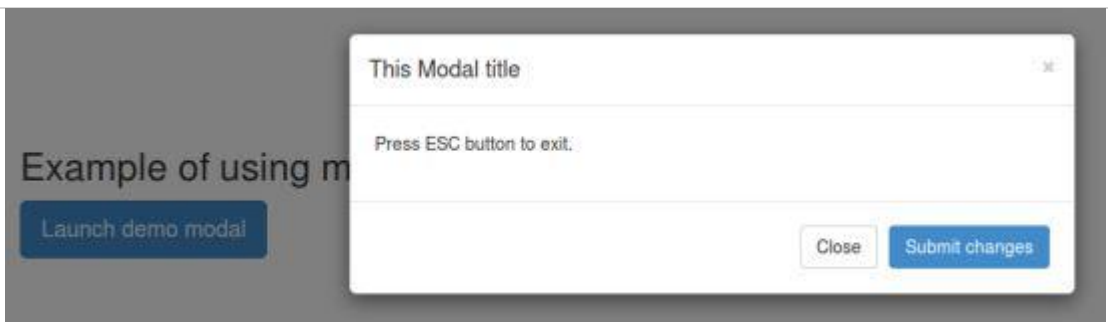 This Modal title
×
Press ESC button to exit.
Example of using m
Launch demo modal
Close
Submit changes